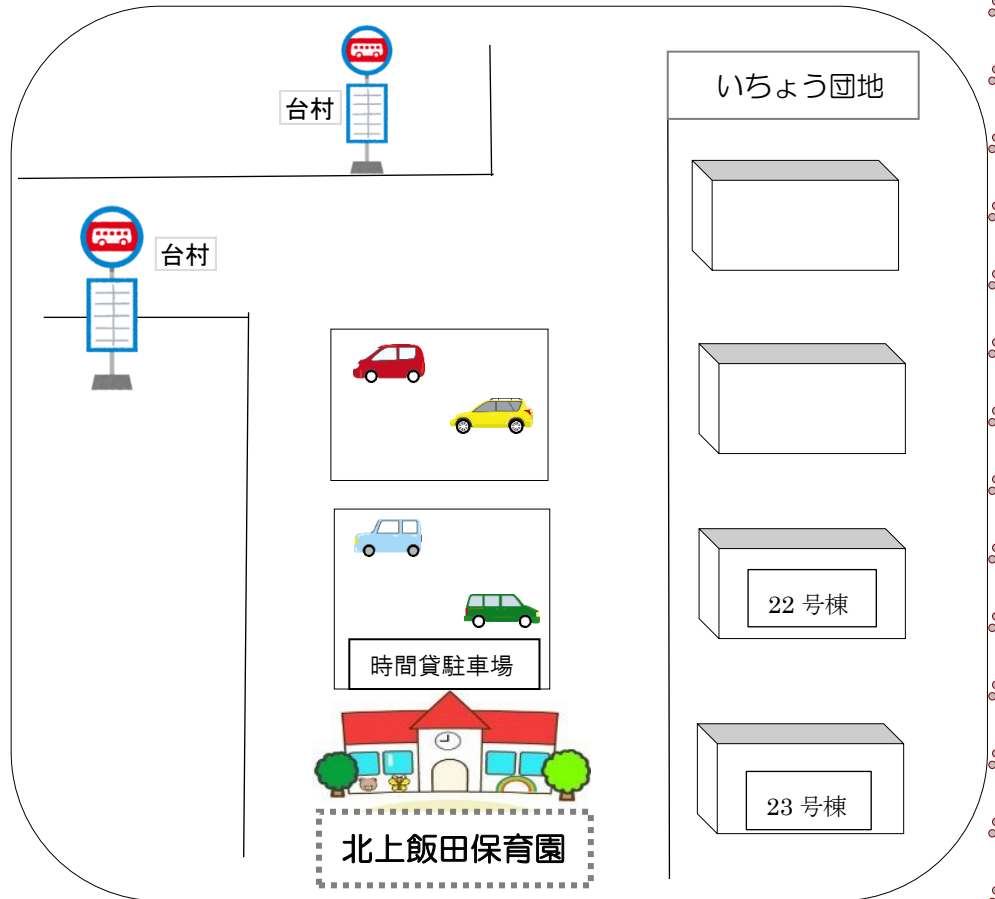 台村
いちょう団地
台村
22 号棟
時間貸駐車場
23 号棟
北上飯田保育園